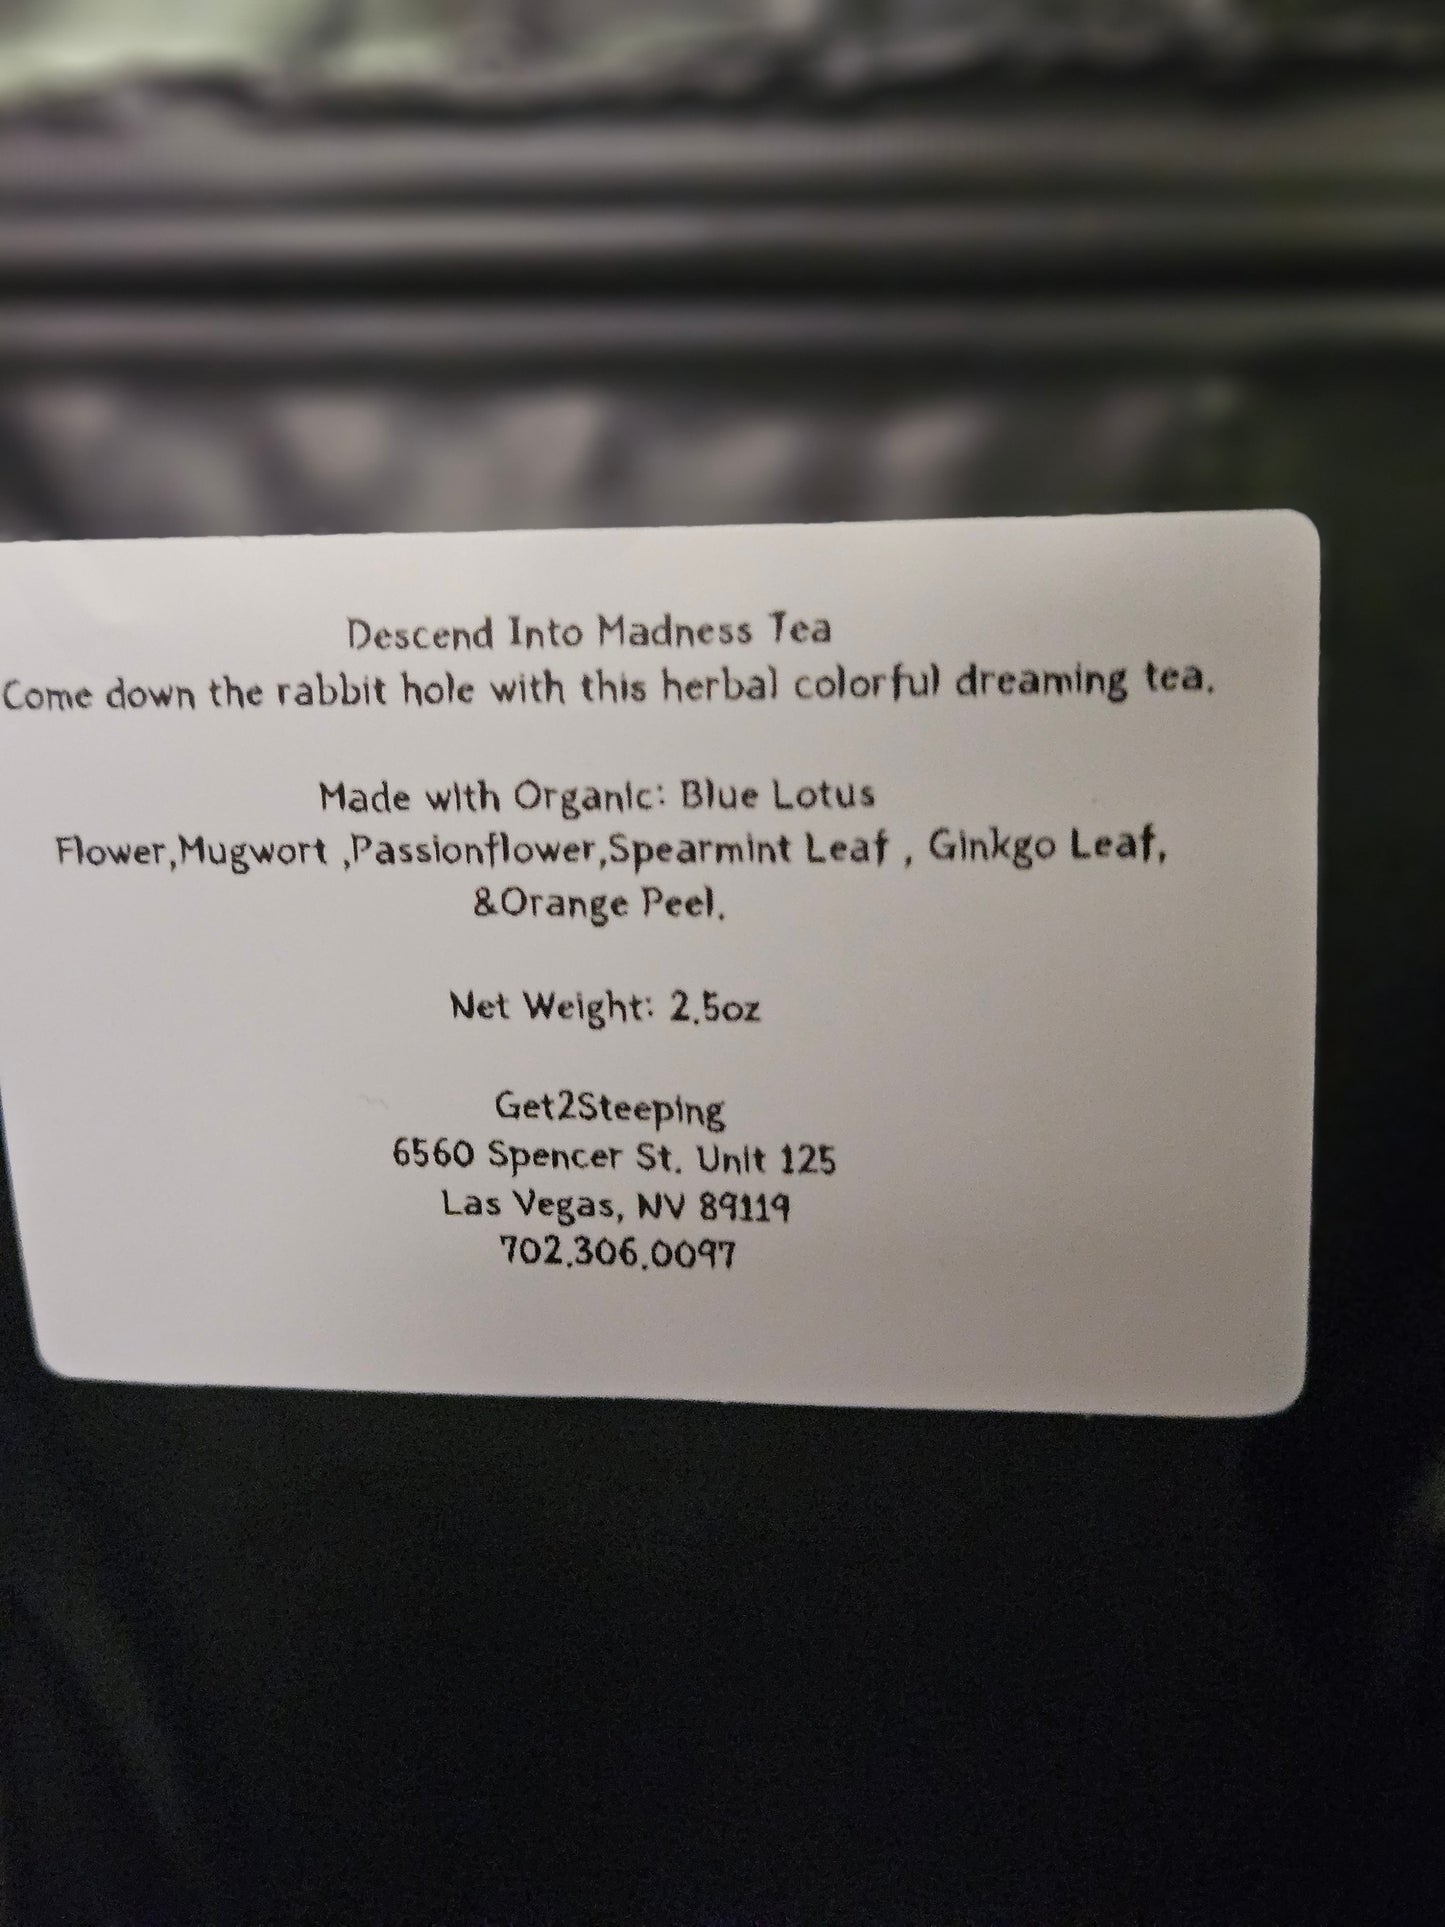 Descend Into Madness Tea
Come down the rabbit hole with this herbal colorful dreaming tea.
Made with Organic: Blue Lotus
Flower,Mugwort ,Passionflower,Spearmint Leaf , Ginkgo Leaf,
&Orange Peel.
Net Weight: 2.5oz
Get2Steeping
6560 Spencer St. Unit 125
Las Vegas, NV 89119
702.306.0097